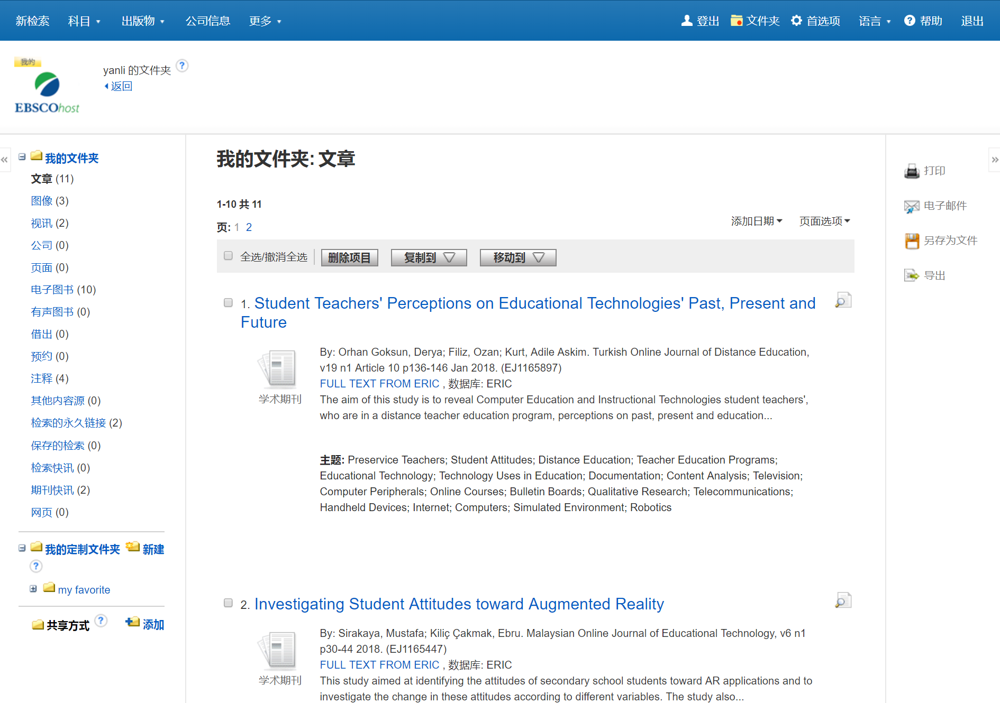 新检索 科目 出版物 公司信息 更多 登出 文件夹 首选项 语言 帮助 退出
我的
EBSCOhost
yanli 的文件夹
返回
我的文件夹
文章 (11)
图像 (3)
视讯 (2)
公司 (0)
页面 (0)
电子图书 (10)
有声图书 (0)
借出 (0)
预约 (0)
注释 (4)
其他内容源 (0)
检索的永久链接 (2)
保存的检索 (0)
检索快讯 (0)
期刊快讯 (2)
网页 (0)
我的定制文件夹 新建
my favorite
共享方式 添加
我的文件夹: 文章
1-10 共 11
页: 1 2
添加日期 页面选项
全选/撤消全选 删除项目 复制到 移动到
1. Student Teachers' Perceptions on Educational Technologies' Past, Present and
Future
学术期刊
By: Orhan Goksun, Derya; Filiz, Ozan; Kurt, Adile Askim. Turkish Online Journal of Distance Education,
v19 n1 Article 10 p136-146 Jan 2018. (EJ1165897)
FULL TEXT FROM ERIC , 数据库: ERIC
The aim of this study is to reveal Computer Education and Instructional Technologies student teachers',
who are in a distance teacher education program, perceptions on past, present and education...
主题: Preservice Teachers; Student Attitudes; Distance Education; Teacher Education Programs;
Educational Technology; Technology Uses in Education; Documentation; Content Analysis; Television;
Computer Peripherals; Online Courses; Bulletin Boards; Qualitative Research; Telecommunications;
Handheld Devices; Internet; Computers; Simulated Environment; Robotics
2. Investigating Student Attitudes toward Augmented Reality
学术期刊
By: Sirakaya, Mustafa; Kiliç Çakmak, Ebru. Malaysian Online Journal of Educational Technology, v6 n1
p30-44 2018. (EJ1165447)
FULL TEXT FROM ERIC , 数据库: ERIC
This study aimed at identifying the attitudes of secondary school students toward AR applications and to
investigate the change in these attitudes according to different variables. The study also...
打印
电子邮件
另存为文件
导出